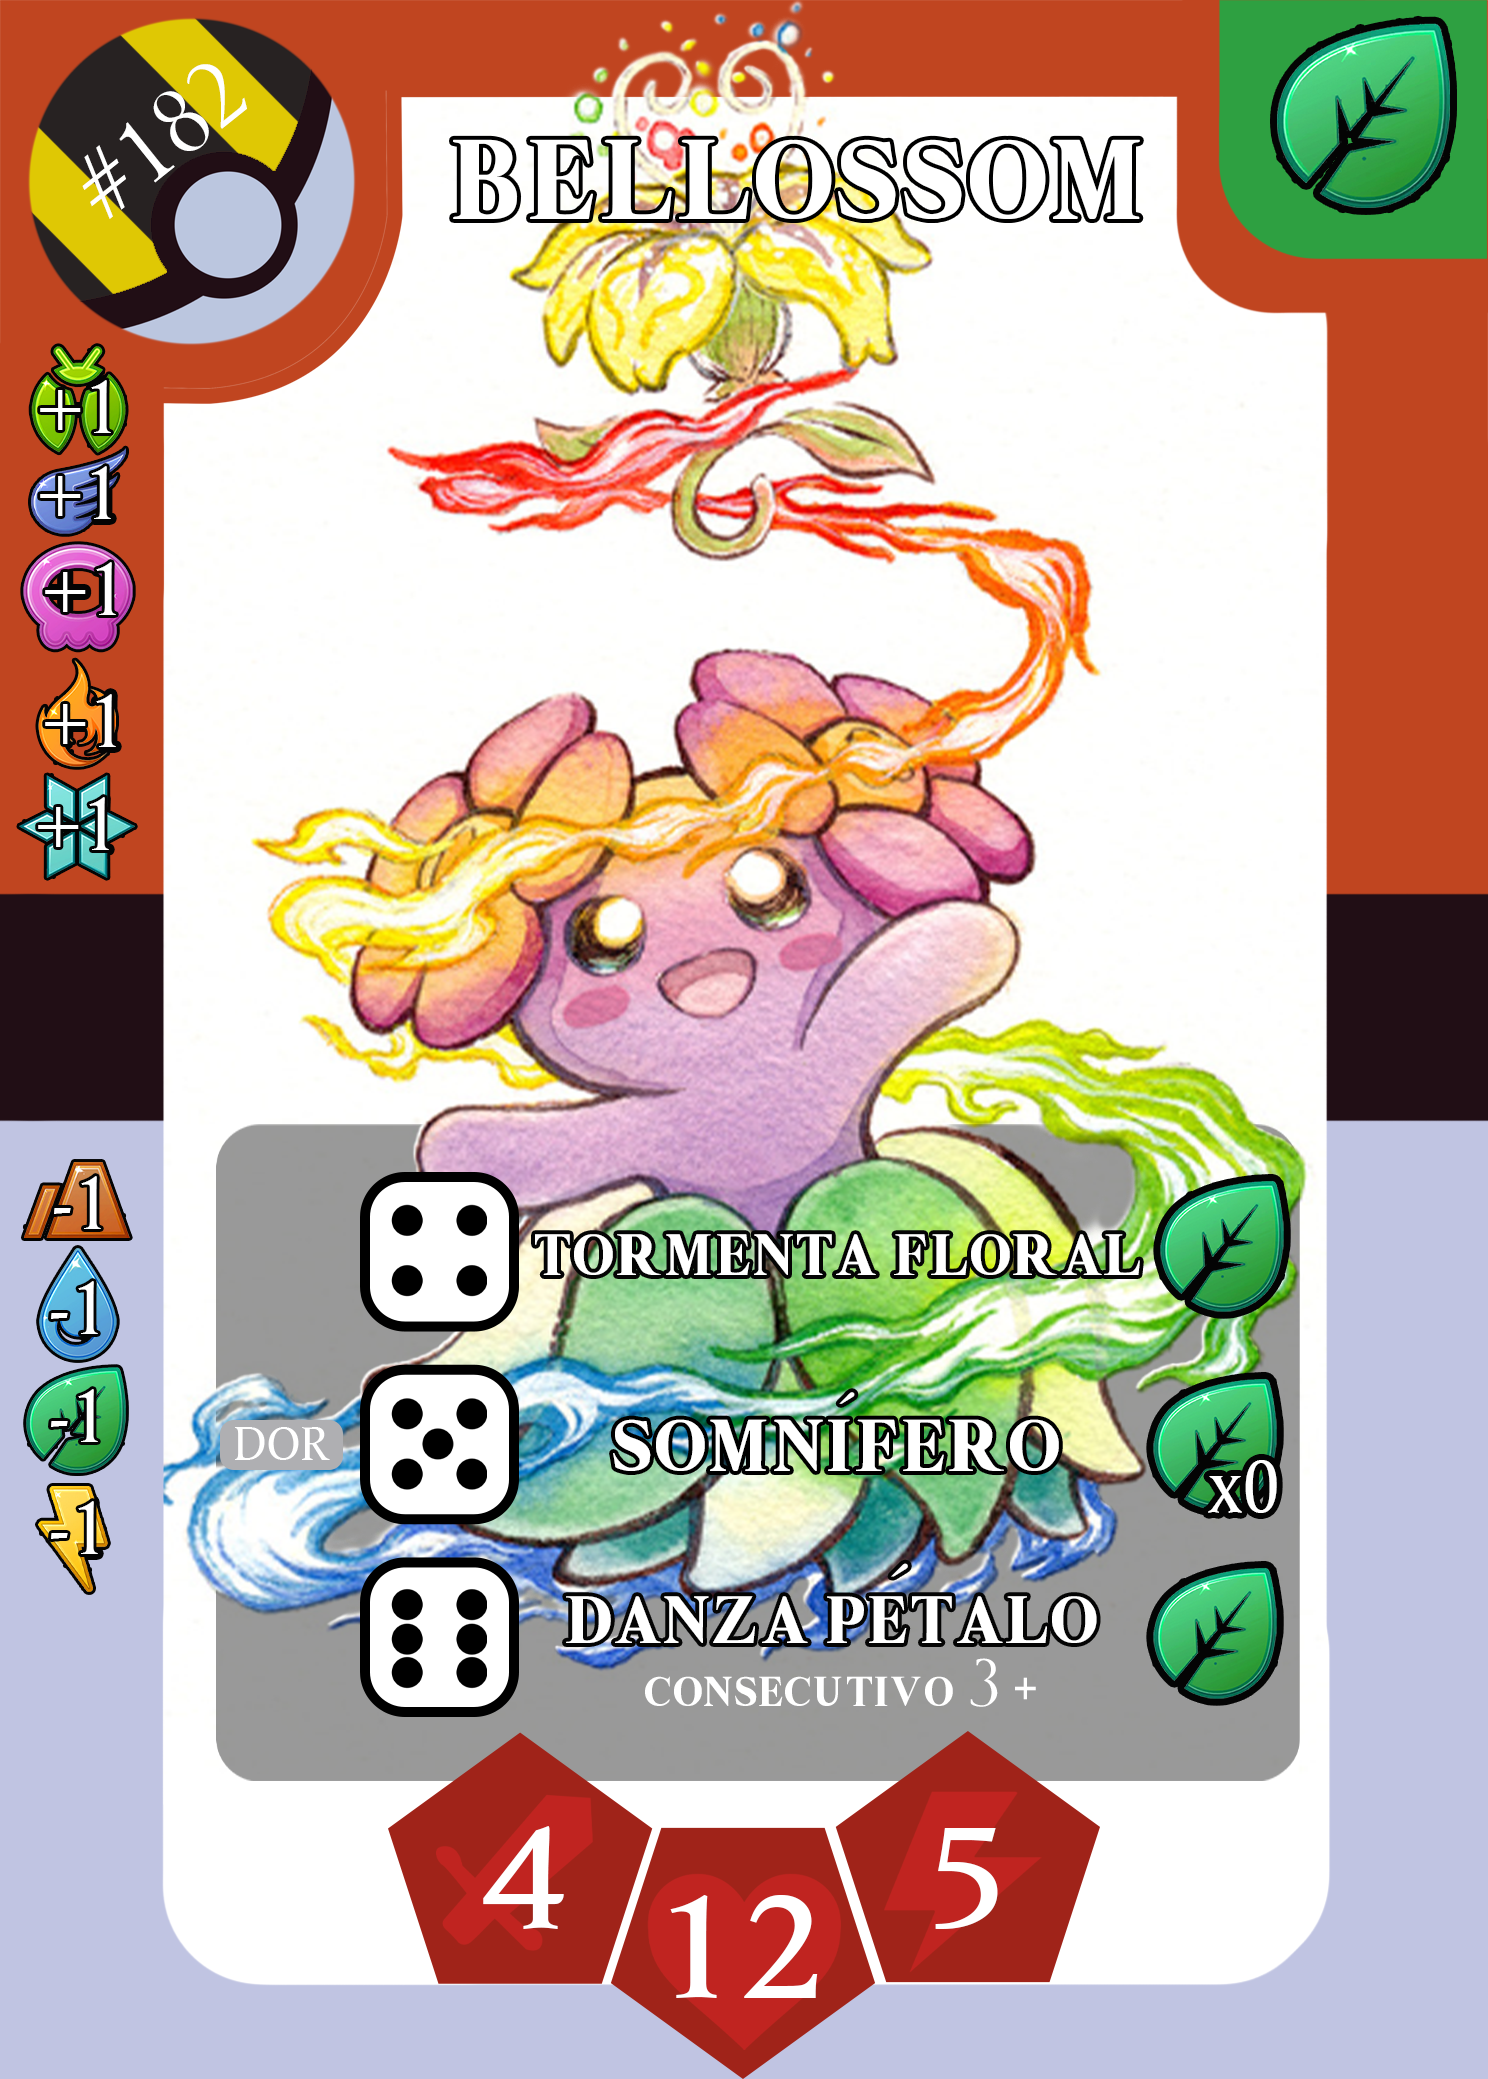 #182
BELLOSSOM
+1
+1
+1
+1
+1
-1
-1
-1
-1
TORMENTA FLORAL
DOR
SOMNÍFERO
x0
DANZA PÉTALO
CONSECUTIVO 3 +
4
12
5